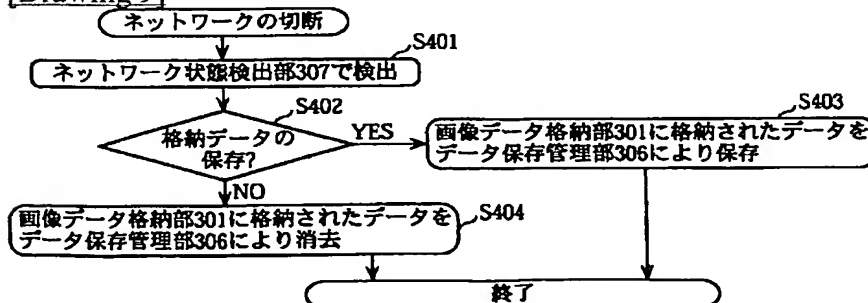 ネットワークの切断
S401
ネットワーク状態検出部307で検出
S402
格納データの
保存?
YES
S403
画像データ格納部301に格納されたデータを
データ保存管理部306により保存
NO
S404
画像データ格納部301に格納されたデータを
データ保存管理部306により消去
終了